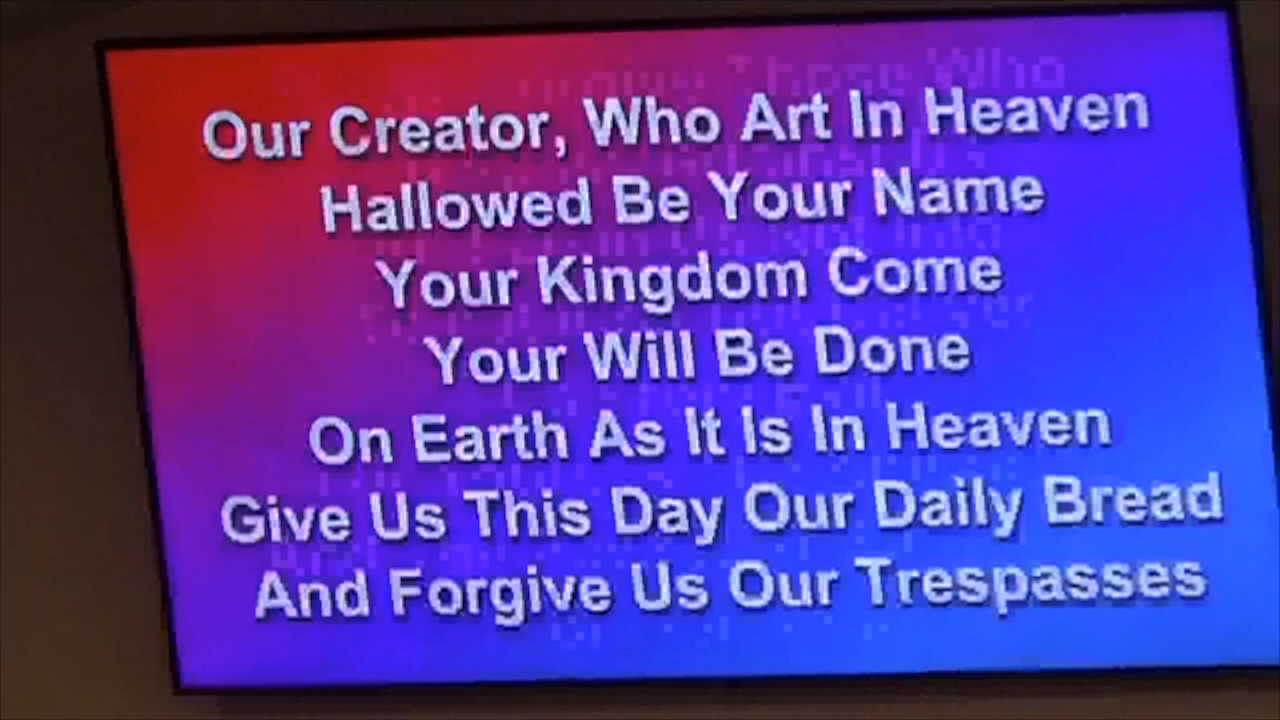 Our Creator, Who Art In Heaven
Hallowed Be Your Name
Your Kingdom Come
Your Will Be Done
On Earth As It Is In Heaven
Give Us This Day Our Daily Bread
And Forgive Us Our Trespasses